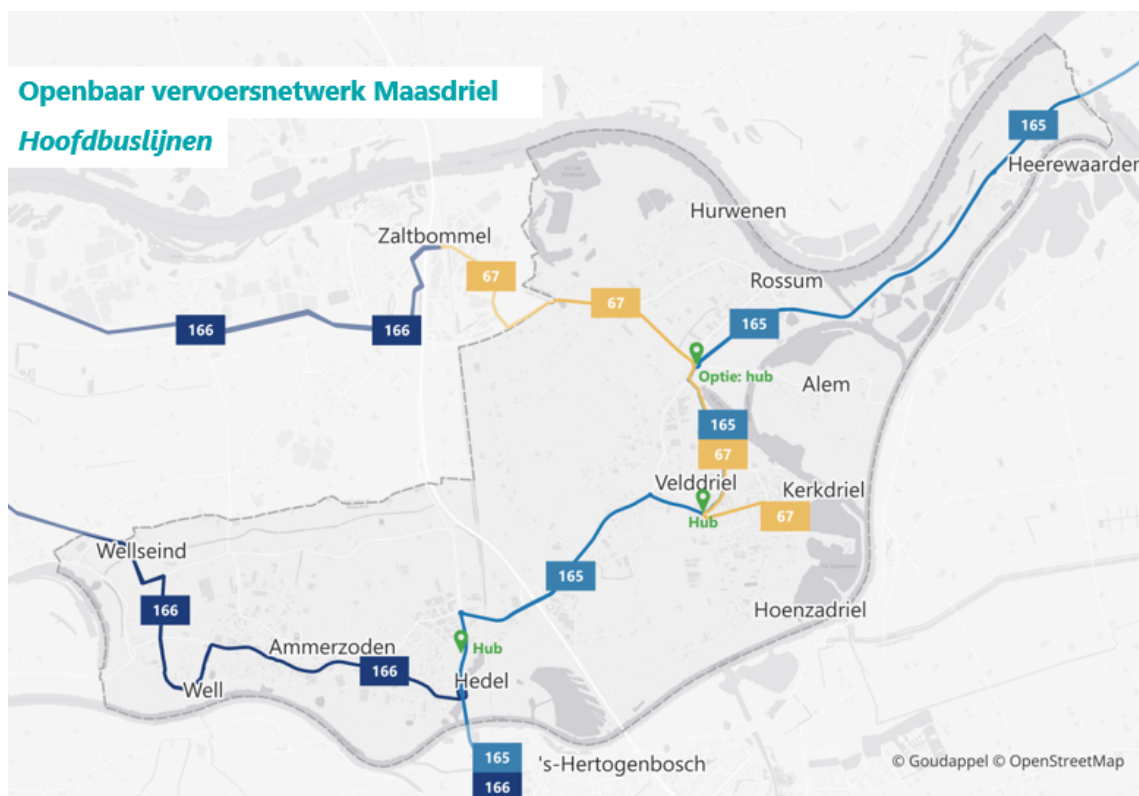 Openbaar vervoersnetwerk Maasdriel
Hoofdbuslijnen
165
Heerewaarden
Hurwenen
Zaltbommel
67
Rossum
67
166
166
165
Optie: hub
Alem
165
67
Velddriel
Kerkdriel
Hub
67
Wellseind
165
166
Hoenzadriel
Ammerzoden
Hub
166
Hedel
Well
165
's-Hertogenbosch
166
© Goudappel © OpenStreetMap